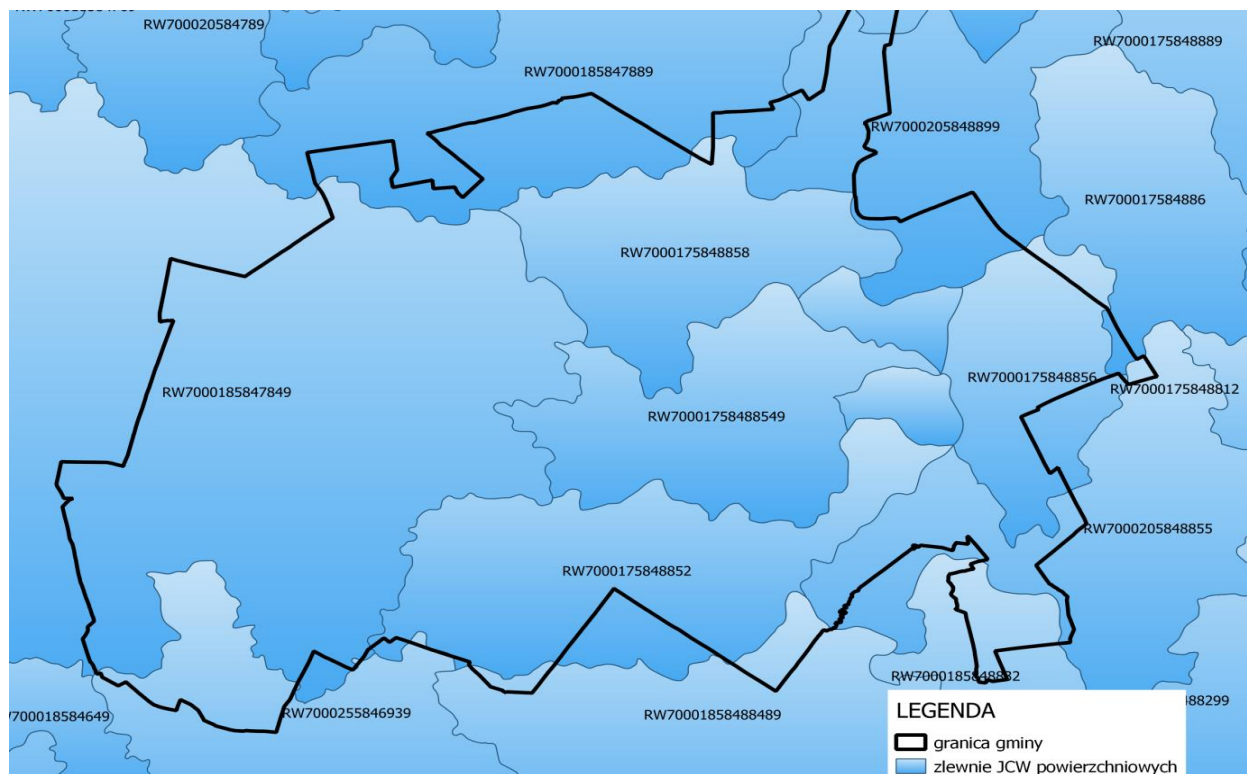 RW700020584789
RW7000175848889
RW7000185847889
RW7000205848899
RW700017584886
RW7000175848858
RW7000175848856
RW7000175848812
RW7000185847849
RW70001758488549
RW7000205848855
RW7000175848852
RW7000185848832
RW7000255846939
RW70001858488489
LEGENDA
granica gminy
zlewnie JCW powierzchniowych